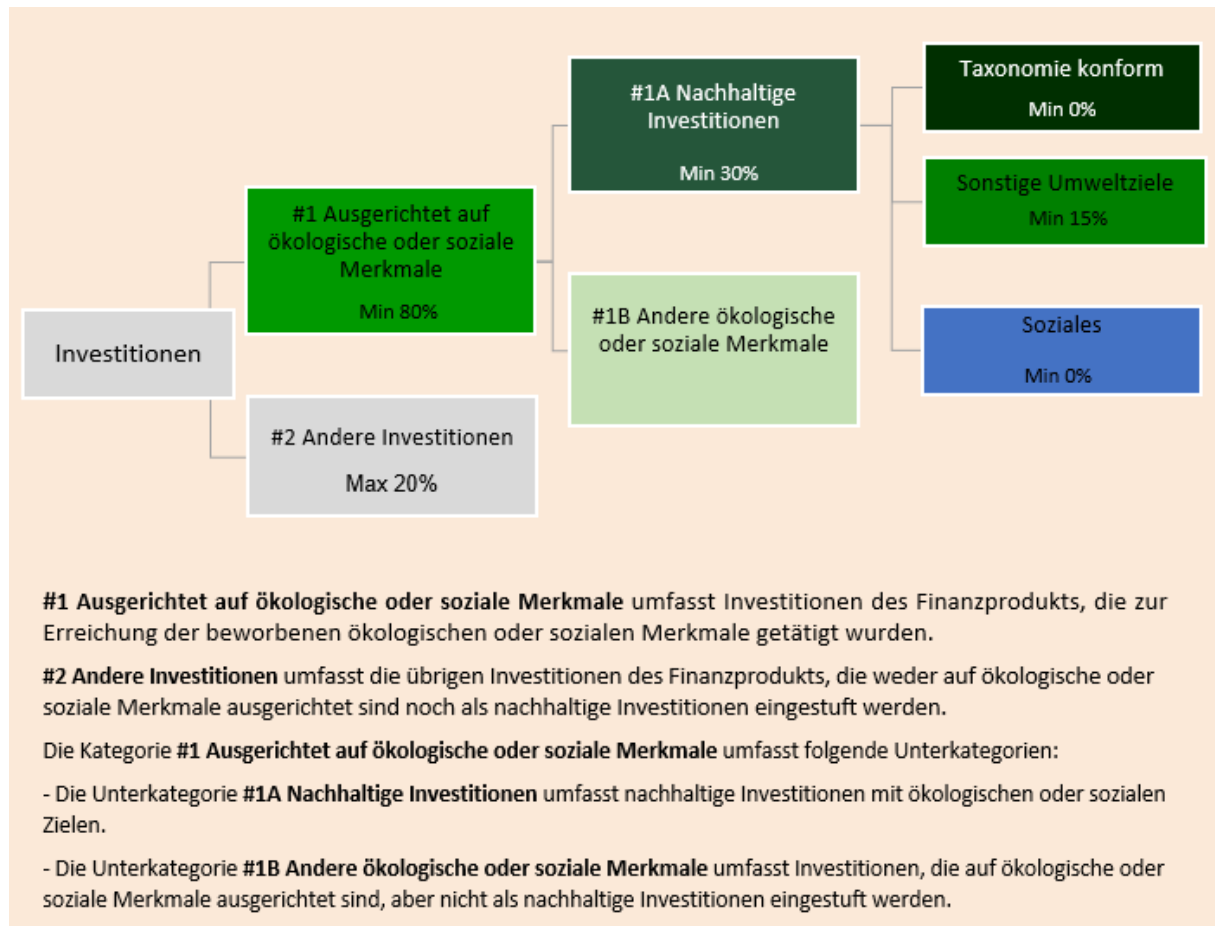 Investitionen
#1 Ausgerichtet auf
ökologische oder soziale
Merkmale
Min 80%
#2 Andere Investitionen
Max 20%
#1A Nachhaltige
Investitionen
Min 30%
#1B Andere ökologische
oder soziale Merkmale
Taxonomie konform
Min 0%
Sonstige Umweltziele
Min 15%
Soziales
Min 0%
#1 Ausgerichtet auf ökologische oder soziale Merkmale umfasst Investitionen des Finanzprodukts, die zur
Erreichung der beworbenen ökologischen oder sozialen Merkmale getätigt wurden.
#2 Andere Investitionen umfasst die übrigen Investitionen des Finanzprodukts, die weder auf ökologische oder
soziale Merkmale ausgerichtet sind noch als nachhaltige Investitionen eingestuft werden.
Die Kategorie #1 Ausgerichtet auf ökologische oder soziale Merkmale umfasst folgende Unterkategorien:
- Die Unterkategorie #1A Nachhaltige Investitionen umfasst nachhaltige Investitionen mit ökologischen oder sozialen
Zielen.
- Die Unterkategorie #1B Andere ökologische oder soziale Merkmale umfasst Investitionen, die auf ökologische oder
soziale Merkmale ausgerichtet sind, aber nicht als nachhaltige Investitionen eingestuft werden.